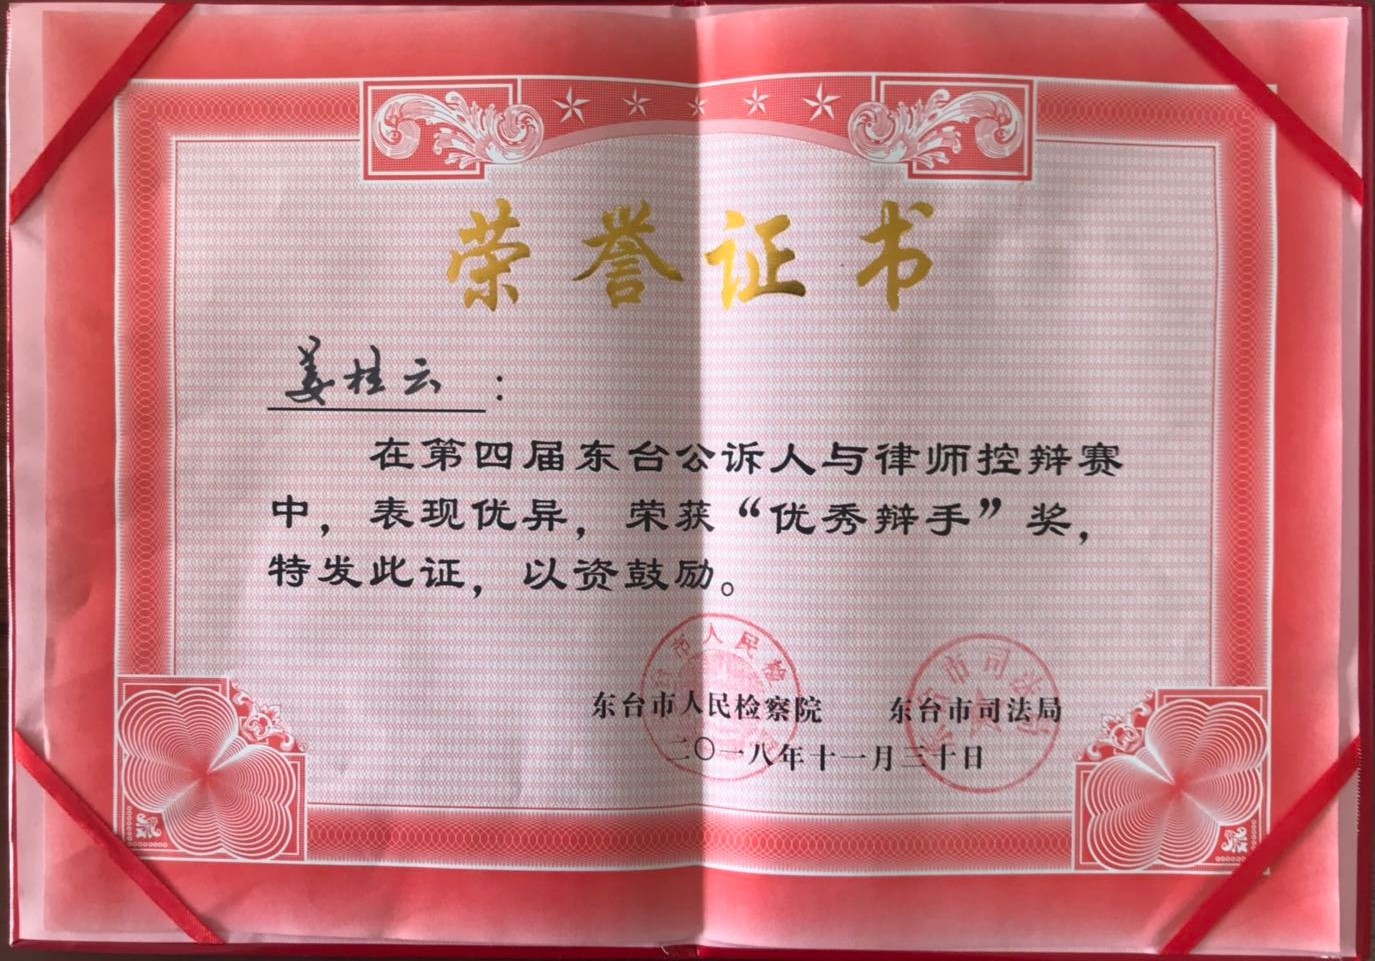 荣誉证书
姜桂云：
在第四届东台公诉人与律师控辩赛
中，表现优异，荣获“优秀辩手”奖，
特发此证，以资鼓励。
东台市人民检察院 东台市司法局
二〇一八年十一月三十日